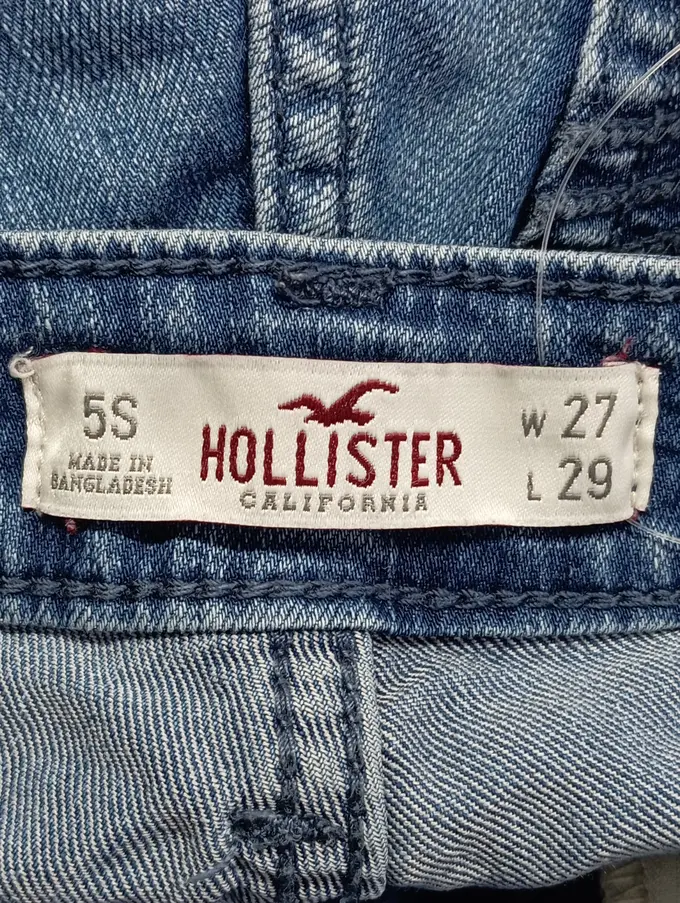 5S
MADE IN
BANGLADESH
HOLLISTER
CALIFORNIA
W 27
L 29